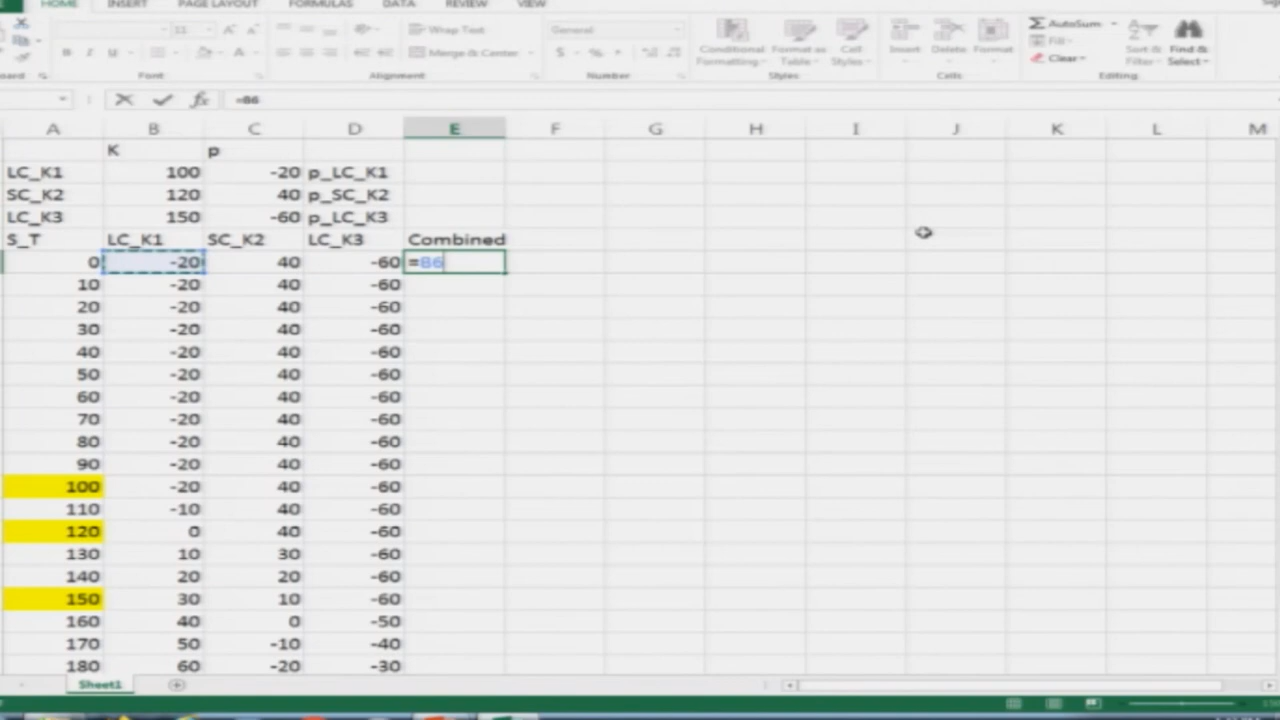 HOME INSERT PAGE LAYOUT FORMULAS DATA REVIEW VIEW
11 A A Wrap Text General AutoSum
Fill
B I U A Merge & Center $ % Conditional Formatting Format as Table Cell Styles Insert Delete Format Clear Sort & Filter Find & Select
Font Alignment Number Styles Cells Editing
fx =B6
A B C D E F G H I J K L M
K p
LC_K1 100 -20 p_LC_K1
SC_K2 120 40 p_SC_K2
LC_K3 150 -60 p_LC_K3
S_T LC_K1 SC_K2 LC_K3 Combined
0 -20 40 -60 =B6
10 -20 40 -60
20 -20 40 -60
30 -20 40 -60
40 -20 40 -60
50 -20 40 -60
60 -20 40 -60
70 -20 40 -60
80 -20 40 -60
90 -20 40 -60
100 -20 40 -60
110 -10 40 -60
120 0 40 -60
130 10 30 -60
140 20 20 -60
150 30 10 -60
160 40 0 -50
170 50 -10 -40
180 60 -20 -30
Sheet1